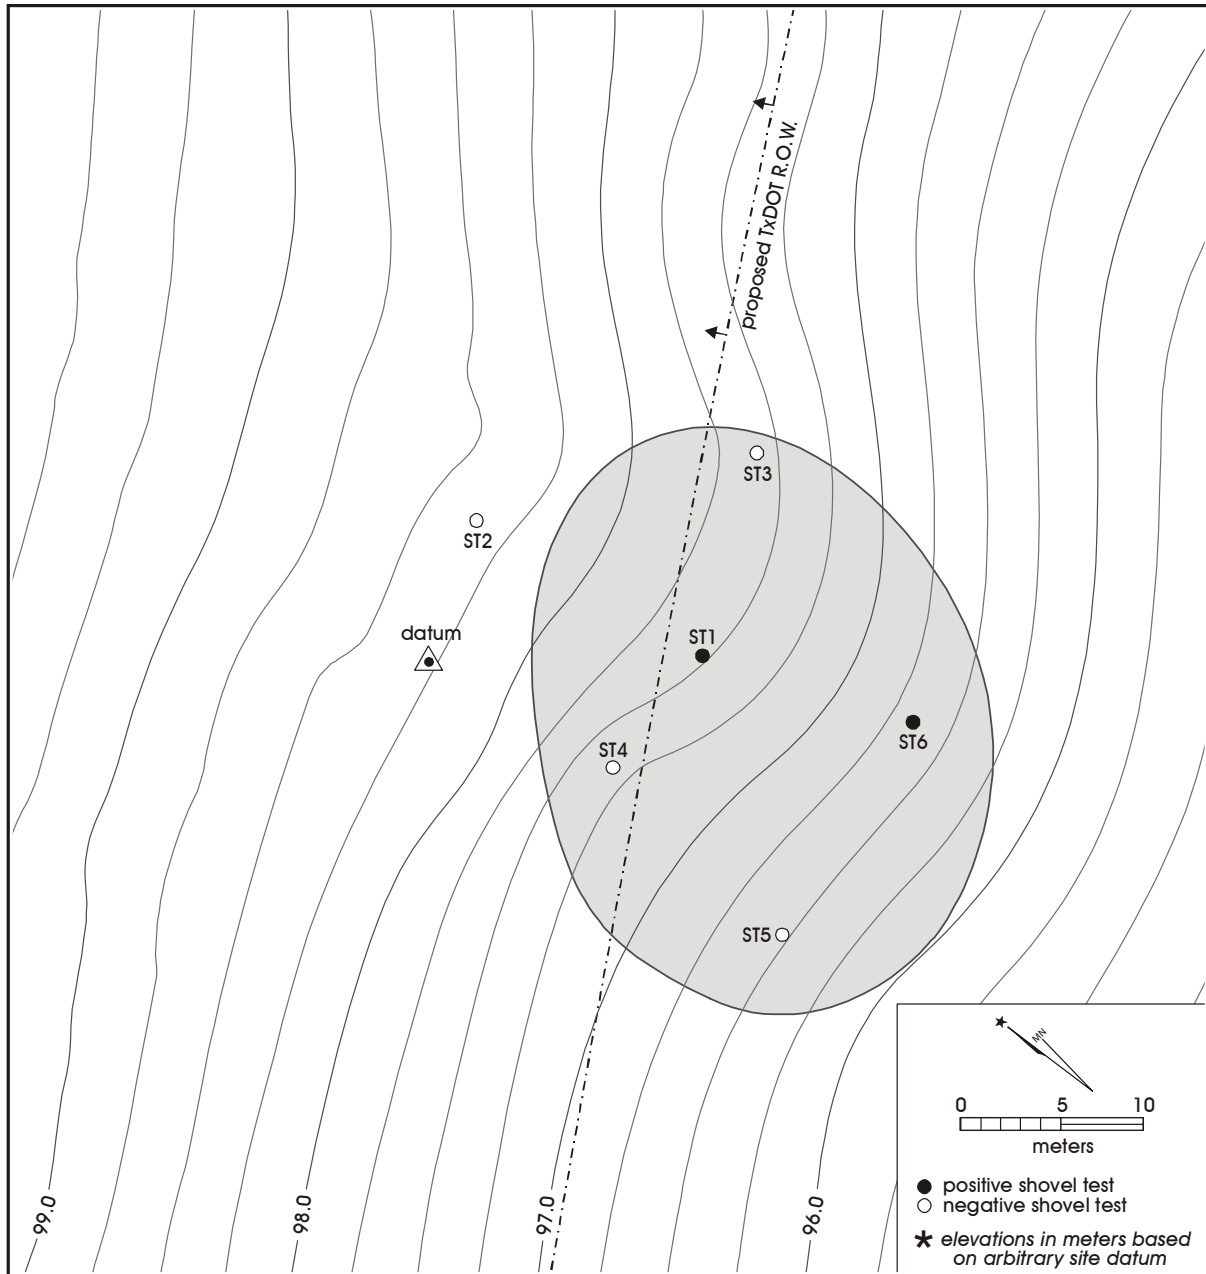 proposed TxDOT R.O.W.
ST3
ST2
datum
ST1
ST6
ST4
ST5
MN
0 5 10
meters
positive shovel test
negative shovel test
* elevations in meters based
on arbitrary site datum
99.0
98.0
97.0
96.0